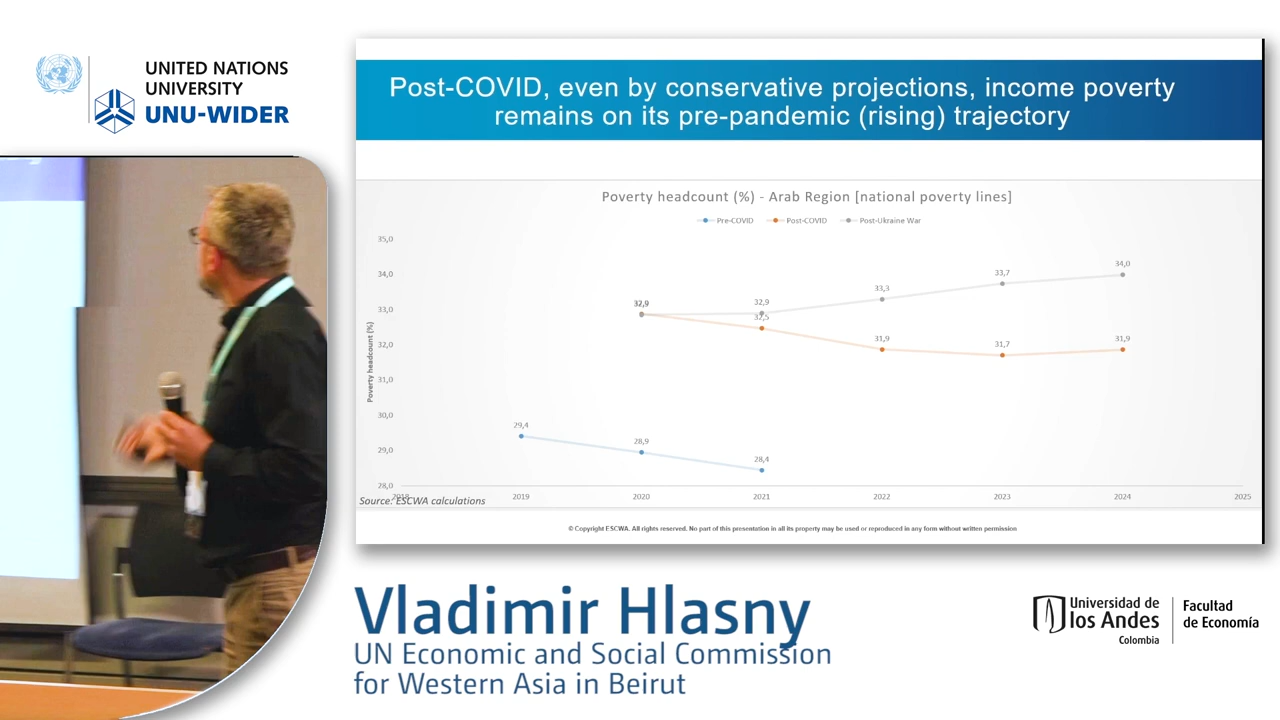 UNITED NATIONS
UNIVERSITY
UNU-WIDER
Post-COVID, even by conservative projections, income poverty
remains on its pre-pandemic (rising) trajectory
Poverty headcount (%) - Arab Region [national poverty lines]
Pre-COVID Post-COVID Post-Ukraine War
Poverty headcount (%)
35,0
34,0
33,0
32,0
31,0
30,0
29,0
28,0
32,9 33,3 33,7 34,0
32,5 31,9 31,7 31,9
29,4 28,9 28,4
2018 2019 2020 2021 2022 2023 2024 2025
Source: ESCWA calculations
© Copyright ESCWA. All rights reserved. No part of this presentation in all its property may be used or reproduced in any form without written permission
Vladimir Hlasny
UN Economic and Social Commission
for Western Asia in Beirut
Universidad de
los Andes
Colombia
Facultad
de Economía